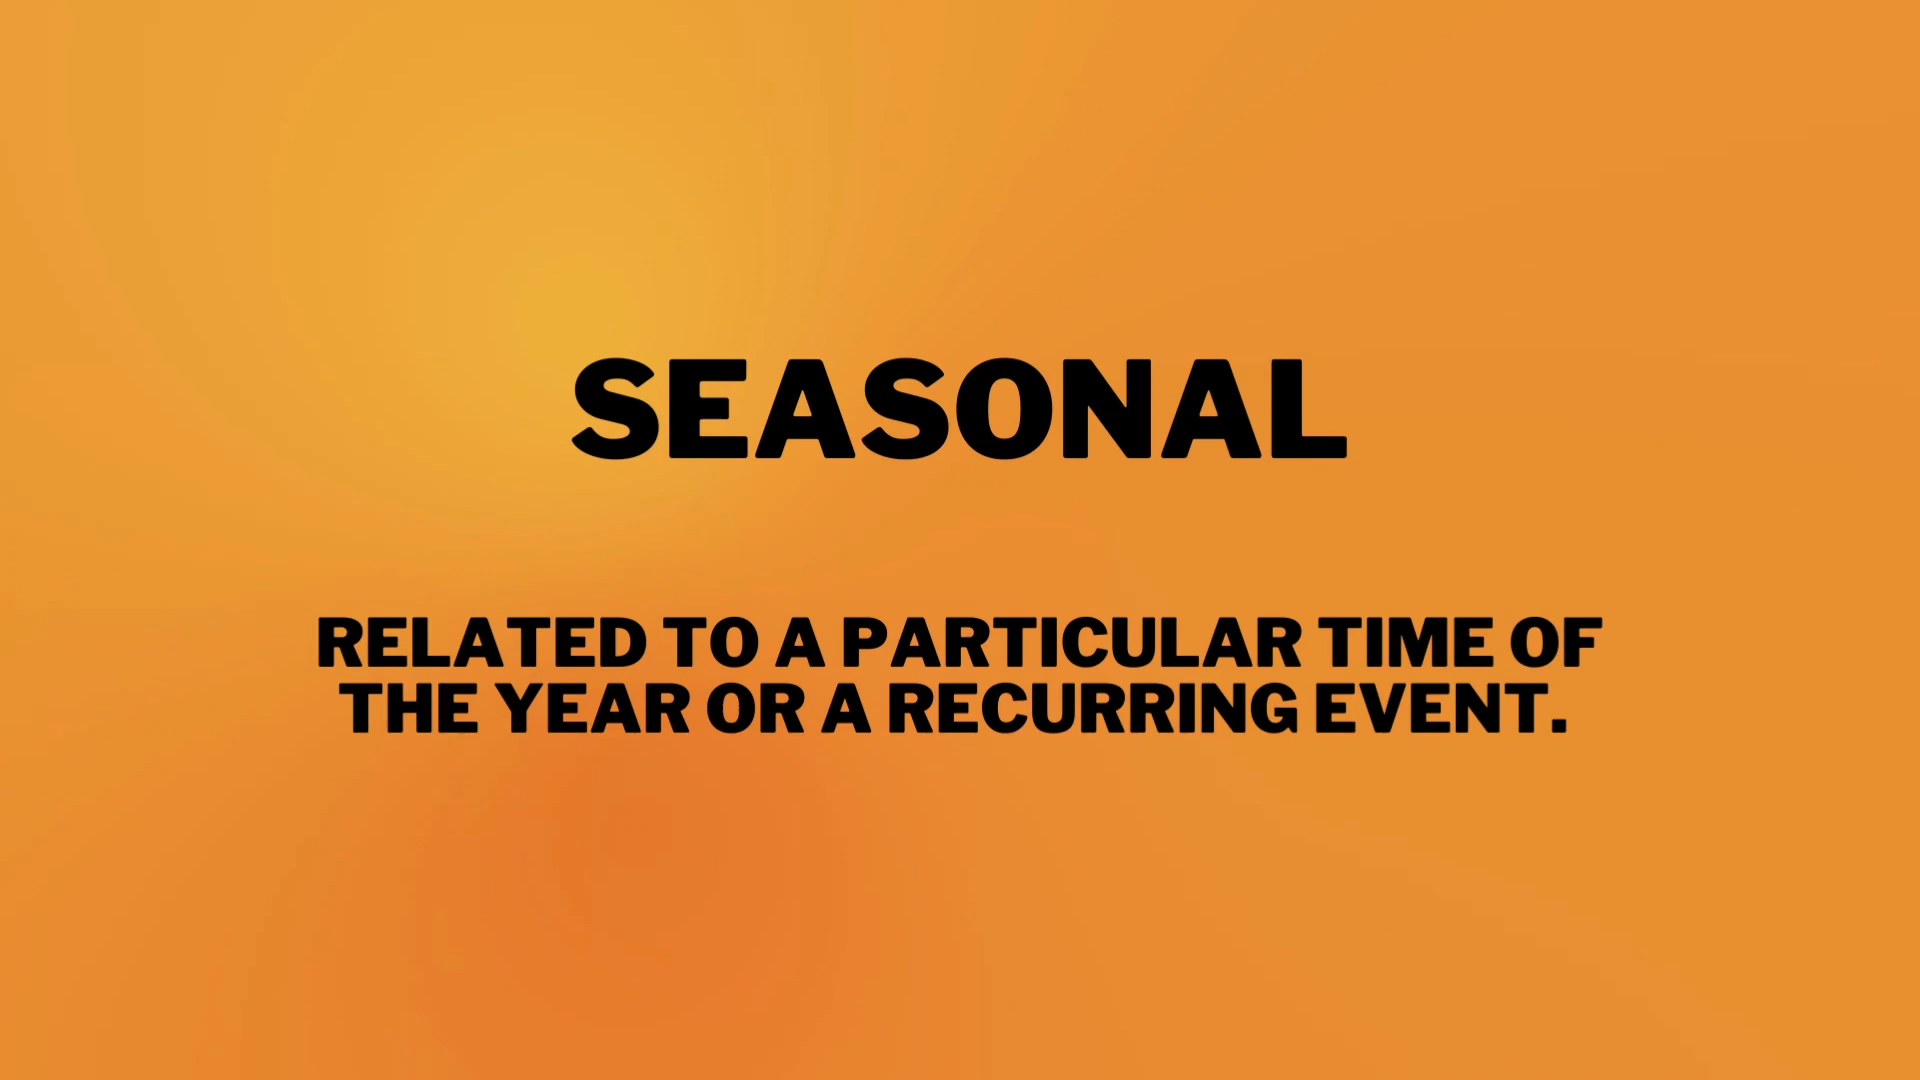 SEASONAL
RELATED TO A PARTICULAR TIME OF
THE YEAR OR A RECURRING EVENT.